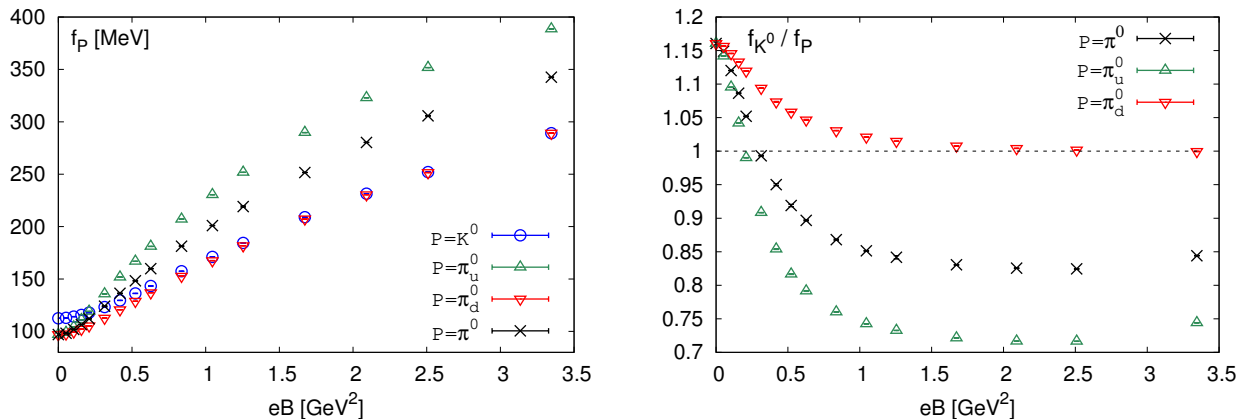 f_P [MeV]
400
350
300
250
200
150
100
P=K^0
P=π_u^0
P=π_d^0
P=π^0
0 0.5 1 1.5 2 2.5 3 3.5
eB [GeV^2]
f_{K^0} / f_P
1.2
1.15
1.1
1.05
1
0.95
0.9
0.85
0.8
0.75
0.7
P=π^0
P=π_u^0
P=π_d^0
0 0.5 1 1.5 2 2.5 3 3.5
eB [GeV^2]